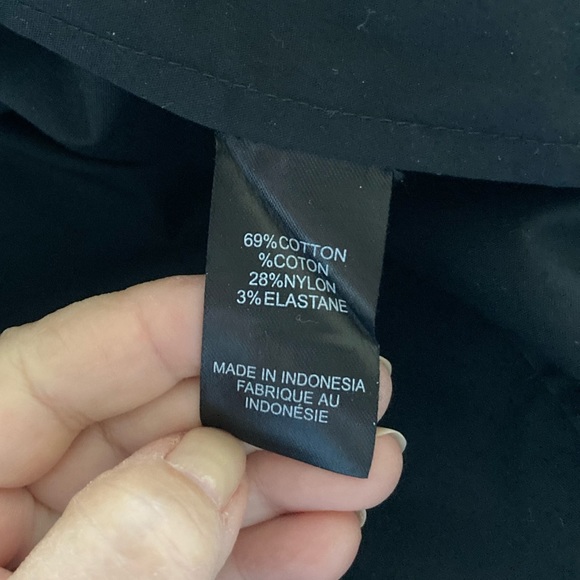 69%COTTON
%COTON
28%NYLON
3%ELASTANE
MADE IN INDONESIA
FABRIQUE AU
INDONÉSIE